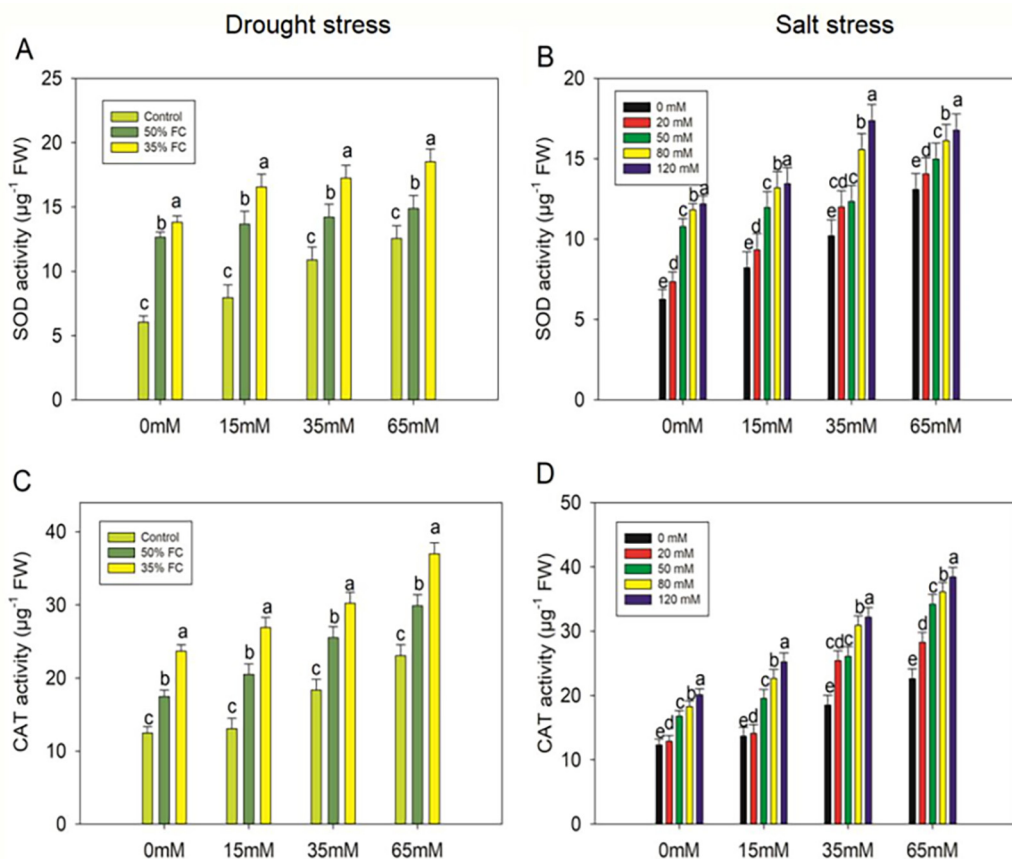 Drought stress
Salt stress
A
SOD activity (µg⁻¹ FW)
25
20
15
10
5
0
Control
50% FC
35% FC
c b a
c b a
c b a
c b a
0mM 15mM 35mM 65mM
B
SOD activity (µg⁻¹ FW)
20
15
10
5
0
0 mM
20 mM
50 mM
80 mM
120 mM
e d c b a
e d c b a
e cd c b a
e d c b a
0mM 15mM 35mM 65mM
C
CAT activity (µg⁻¹ FW)
40
30
20
10
0
Control
50% FC
35% FC
c b a
c b a
c b a
c b a
0mM 15mM 35mM 65mM
D
CAT activity (µg⁻¹ FW)
50
40
30
20
10
0
0 mM
20 mM
50 mM
80 mM
120 mM
e d c b a
e d c b a
e cd c b a
e d c b a
0mM 15mM 35mM 65mM